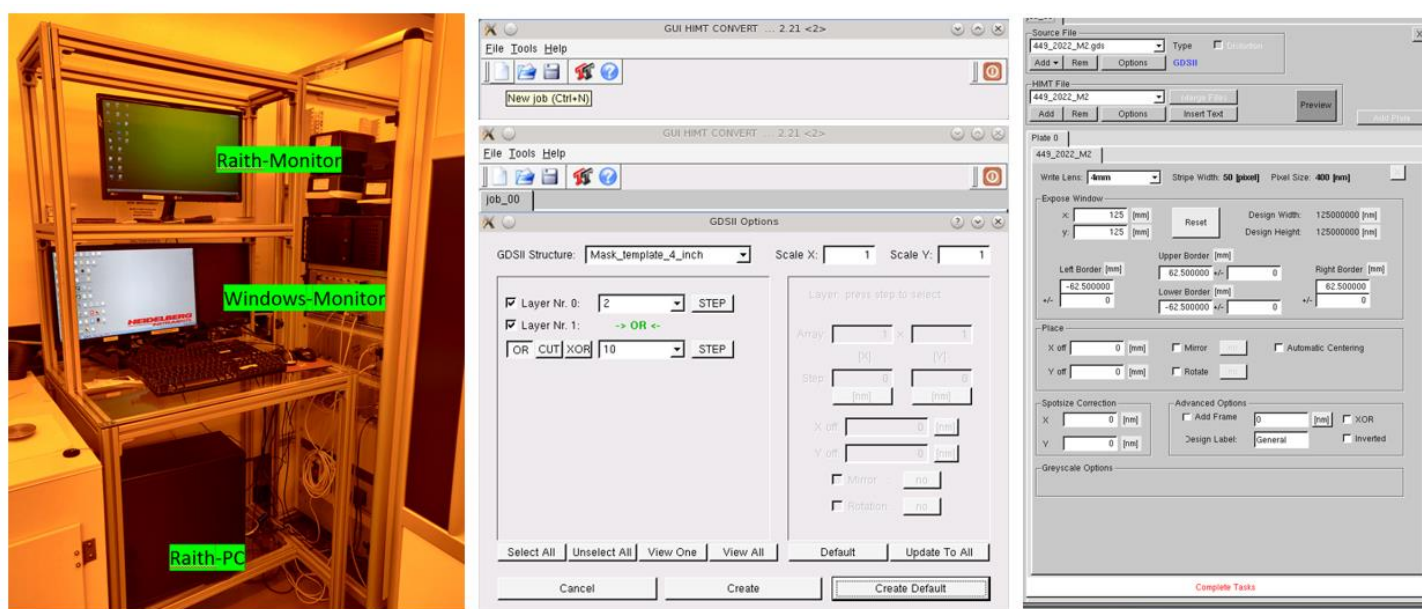 Raith-Monitor
Windows-Monitor
HEIDELBERG
INSTRUMENTS
Raith-PC
GUI HIMT CONVERT ... 2.21 <2>
File Tools Help
New job (Ctrl+N)
GUI HIMT CONVERT ... 2.21 <2>
File Tools Help
job_00
GDSII Options
GDSII Structure: Mask_template_4_inch Scale X: 1 Scale Y: 1
Layer Nr. 0: 2 STEP
Layer Nr. 1: -> OR <-
OR CUT XOR 10 STEP
Layer: press step to select
Array: 1 x 1
[X] [Y]
Step: 0 0
[nm] [nm]
X off: 0 [nm]
Y off: 0 [nm]
Mirror no
Rotation no
Select All Unselect All View One View All Default Update To All
Cancel Create Create Default
Source File
449_2022_M2.gds Type
Add Rem Options GDSII
HIMT File
449_2022_M2 Merge Files
Add Rem Options Insert Text Preview Add Plate
Plate 0
449_2022_M2
Write Lens: 4mm Stripe Width: 50 [pixel] Pixel Size: 400 [nm]
Expose Window
x: 125 [mm] Reset Design Width: 125000000 [nm]
y: 125 [mm] Design Height: 125000000 [nm]
Upper Border [mm]
Left Border [mm] 62.500000 +/- 0 Right Border [mm]
-62.500000 Lower Border [mm] 62.500000
+/- 0 -62.500000 +/- 0 +/- 0
Place
X off 0 [mm] Mirror no Automatic Centering
Y off 0 [mm] Rotate no
Spotsize Correction Advanced Options
X 0 [nm] Add Frame 0 [nm] XOR
Y 0 [nm] Design Label: General Inverted
Greyscale Options
Complete Tasks